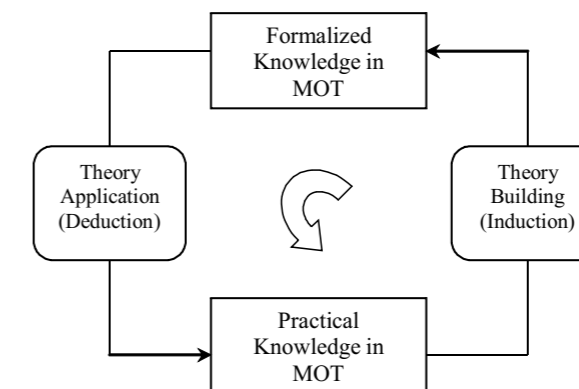 Formalized
Knowledge in
MOT
Theory
Application
(Deduction)
Theory
Building
(Induction)
Practical
Knowledge in
MOT